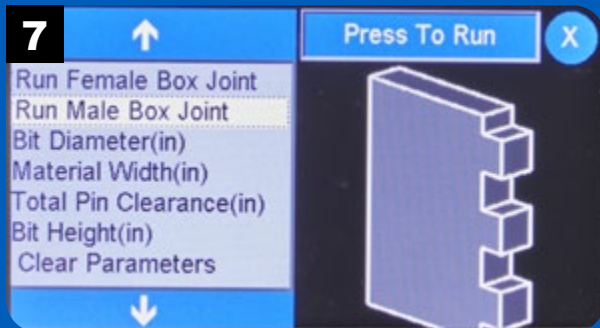 7
Press To Run
X
Run Female Box Joint
Run Male Box Joint
Bit Diameter(in)
Material Width(in)
Total Pin Clearance(in)
Bit Height(in)
Clear Parameters